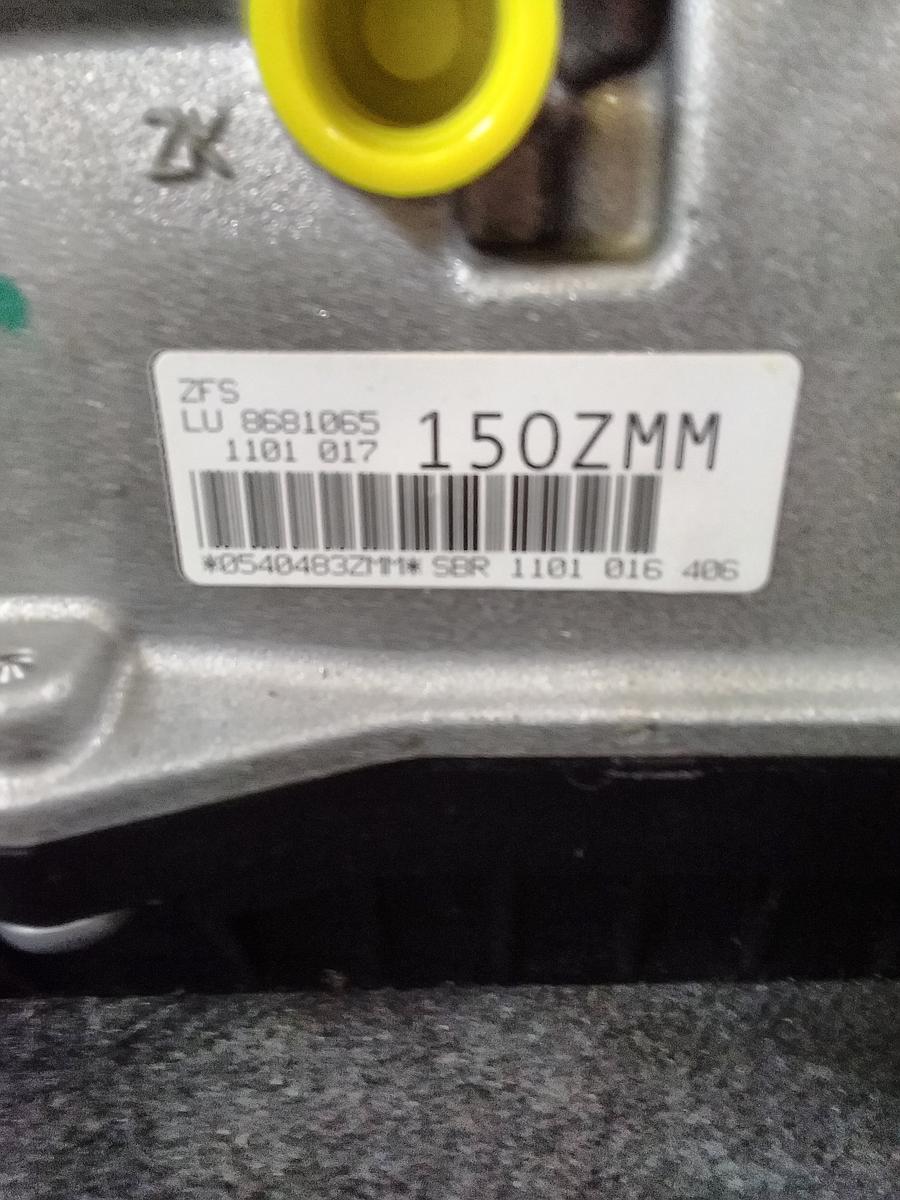 ZK
ZFS
LU 8681065
1101 017
150ZMM
*0540483ZMM* SBR 1101 016 406